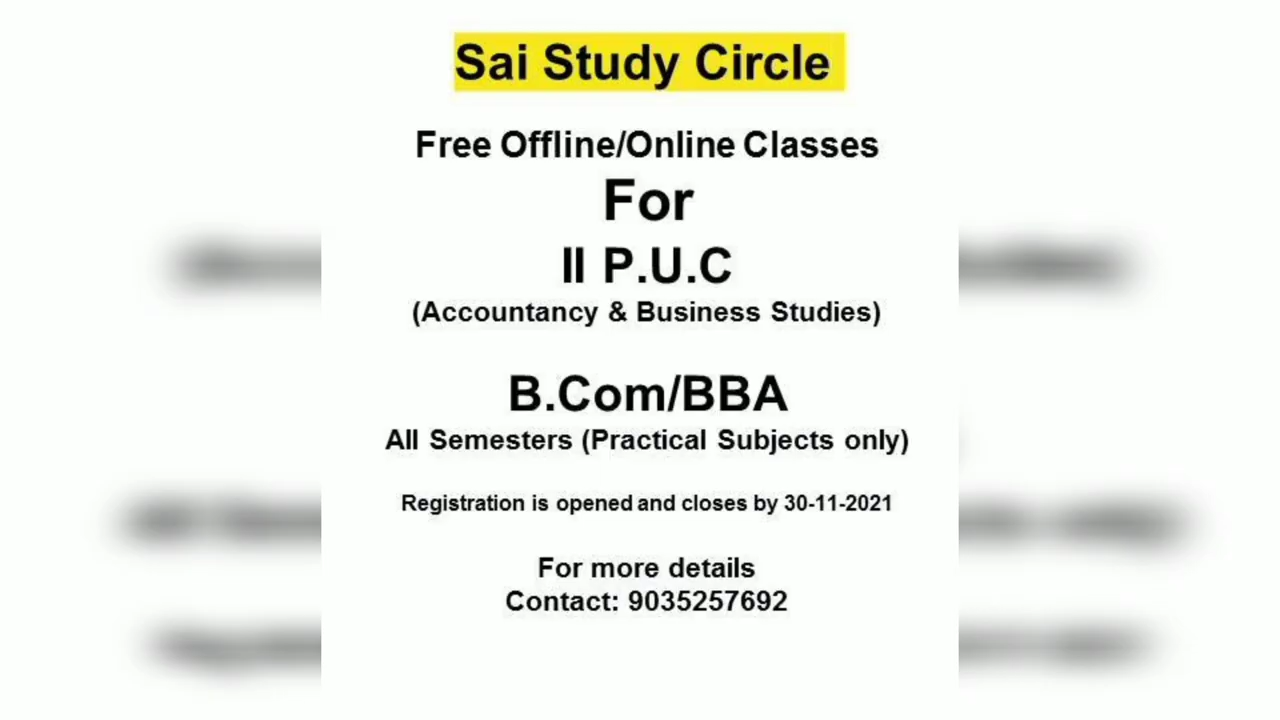 Sai Study Circle
Free Offline/Online Classes
For
II P.U.C
(Accountancy & Business Studies)
B.Com/BBA
All Semesters (Practical Subjects only)
Registration is opened and closes by 30-11-2021
For more details
Contact: 9035257692